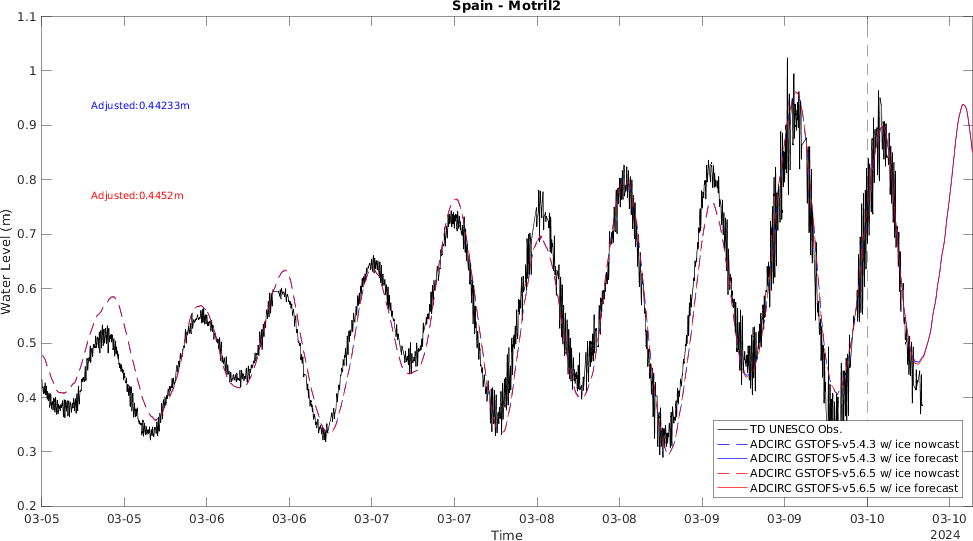 Spain - Motril2
1.1
1
0.9
0.8
0.7
0.6
0.5
0.4
0.3
0.2
Water Level (m)
Adjusted:0.44233m
Adjusted:0.4452m
TD UNESCO Obs.
ADCIRC GSTOFS-v5.4.3 w/ ice nowcast
ADCIRC GSTOFS-v5.4.3 w/ ice forecast
ADCIRC GSTOFS-v5.6.5 w/ ice nowcast
ADCIRC GSTOFS-v5.6.5 w/ ice forecast
03-05 03-05 03-06 03-06 03-07 03-07 03-08 03-08 03-09 03-09 03-10 03-10
2024
Time